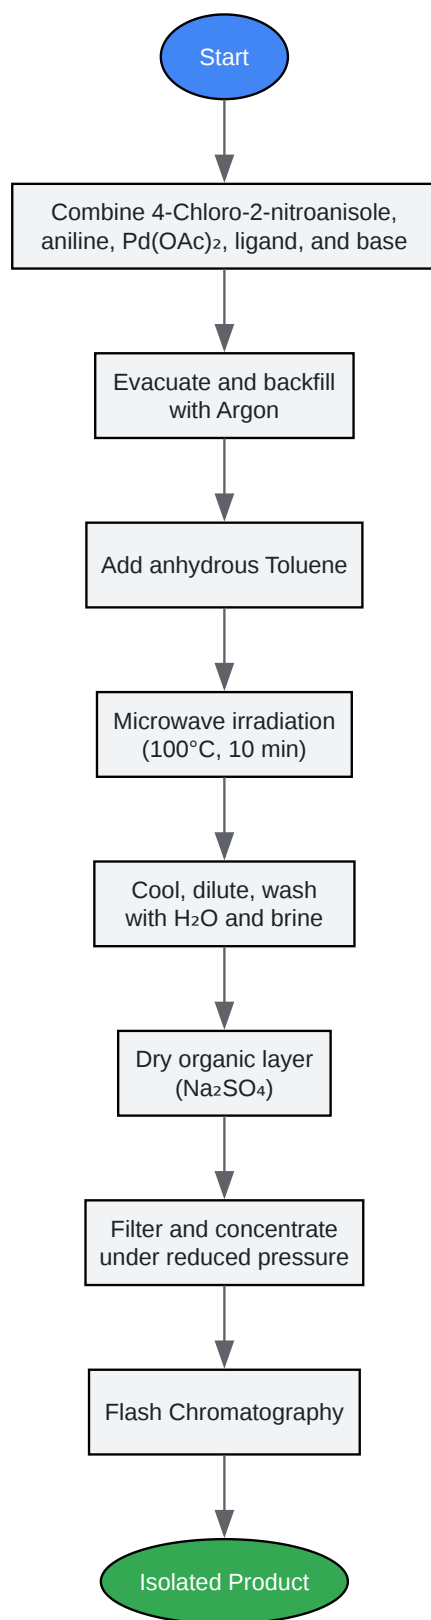 Start
Combine 4-Chloro-2-nitroanisole,
aniline, Pd(OAc)₂, ligand, and base
Evacuate and backfill
with Argon
Add anhydrous Toluene
Microwave irradiation
(100°C, 10 min)
Cool, dilute, wash
with H₂O and brine
Dry organic layer
(Na₂SO₄)
Filter and concentrate
under reduced pressure
Flash Chromatography
Isolated Product